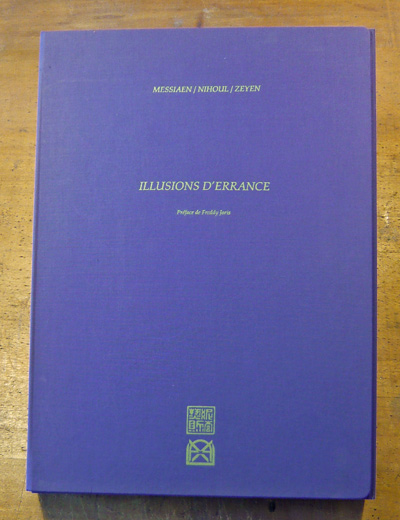 MESSIAEN / NIHOUL / ZEYEN
ILLUSIONS D'ERRANCE
Préface de Freddy Joris